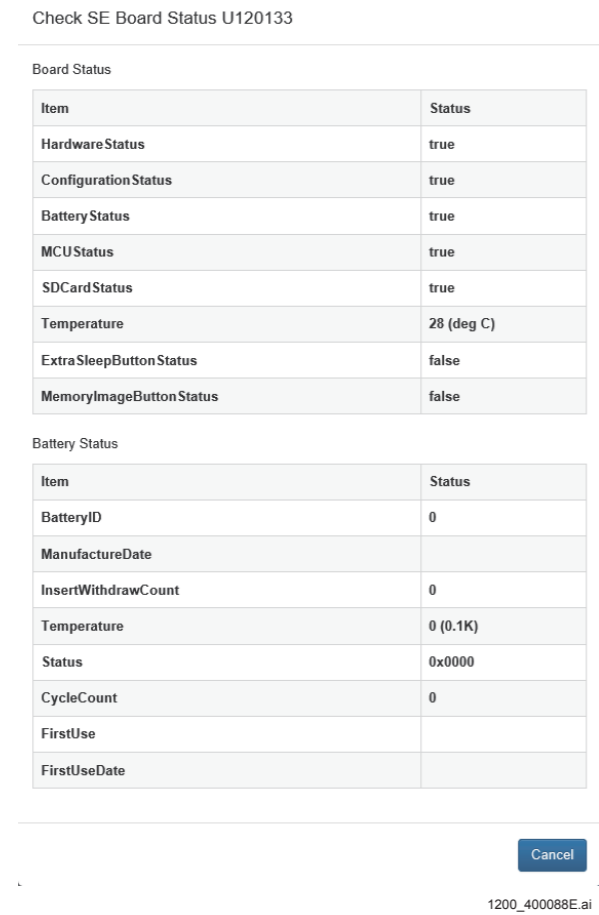 Check SE Board Status U120133
Board Status
Item Status
HardwareStatus true
ConfigurationStatus true
BatteryStatus true
MCUStatus true
SDCardStatus true
Temperature 28 (deg C)
ExtraSleepButtonStatus false
MemoryImageButtonStatus false
Battery Status
Item Status
BatteryID 0
ManufactureDate
InsertWithdrawCount 0
Temperature 0 (0.1K)
Status 0x0000
CycleCount 0
FirstUse
FirstUseDate
Cancel
1200_400088E.ai